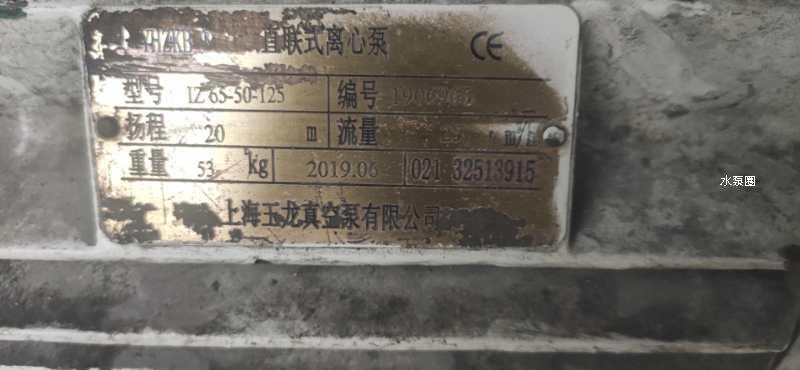 直联式离心泵 CE
型号 IZ 65-50-125 编号
扬程 20 m 流量
重量 53 kg 2019.06 021 32513915
上海玉龙真空泵有限公司
水泵圈